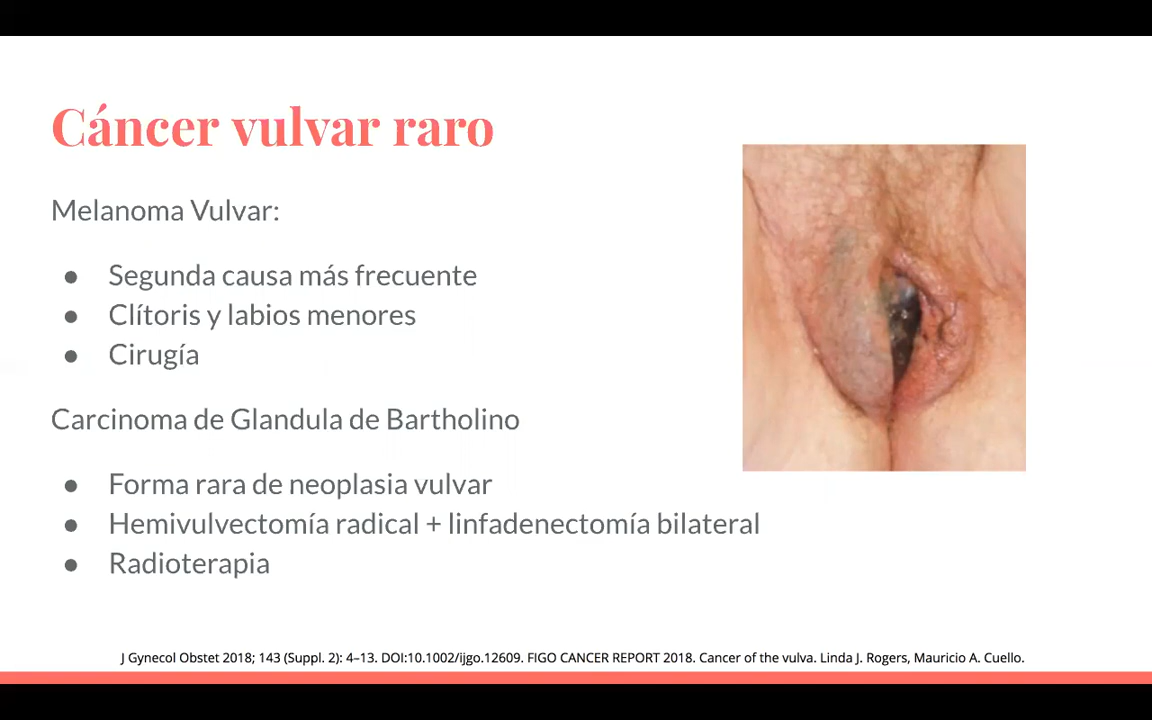 Cáncer vulvar raro
Melanoma Vulvar:
● Segunda causa más frecuente
● Clítoris y labios menores
● Cirugía
Carcinoma de Glandula de Bartholino
● Forma rara de neoplasia vulvar
● Hemivulvectomía radical + linfadenectomía bilateral
● Radioterapia
J Gynecol Obstet 2018; 143 (Suppl. 2): 4–13. DOI:10.1002/ijgo.12609. FIGO CANCER REPORT 2018. Cancer of the vulva. Linda J. Rogers, Mauricio A. Cuello.